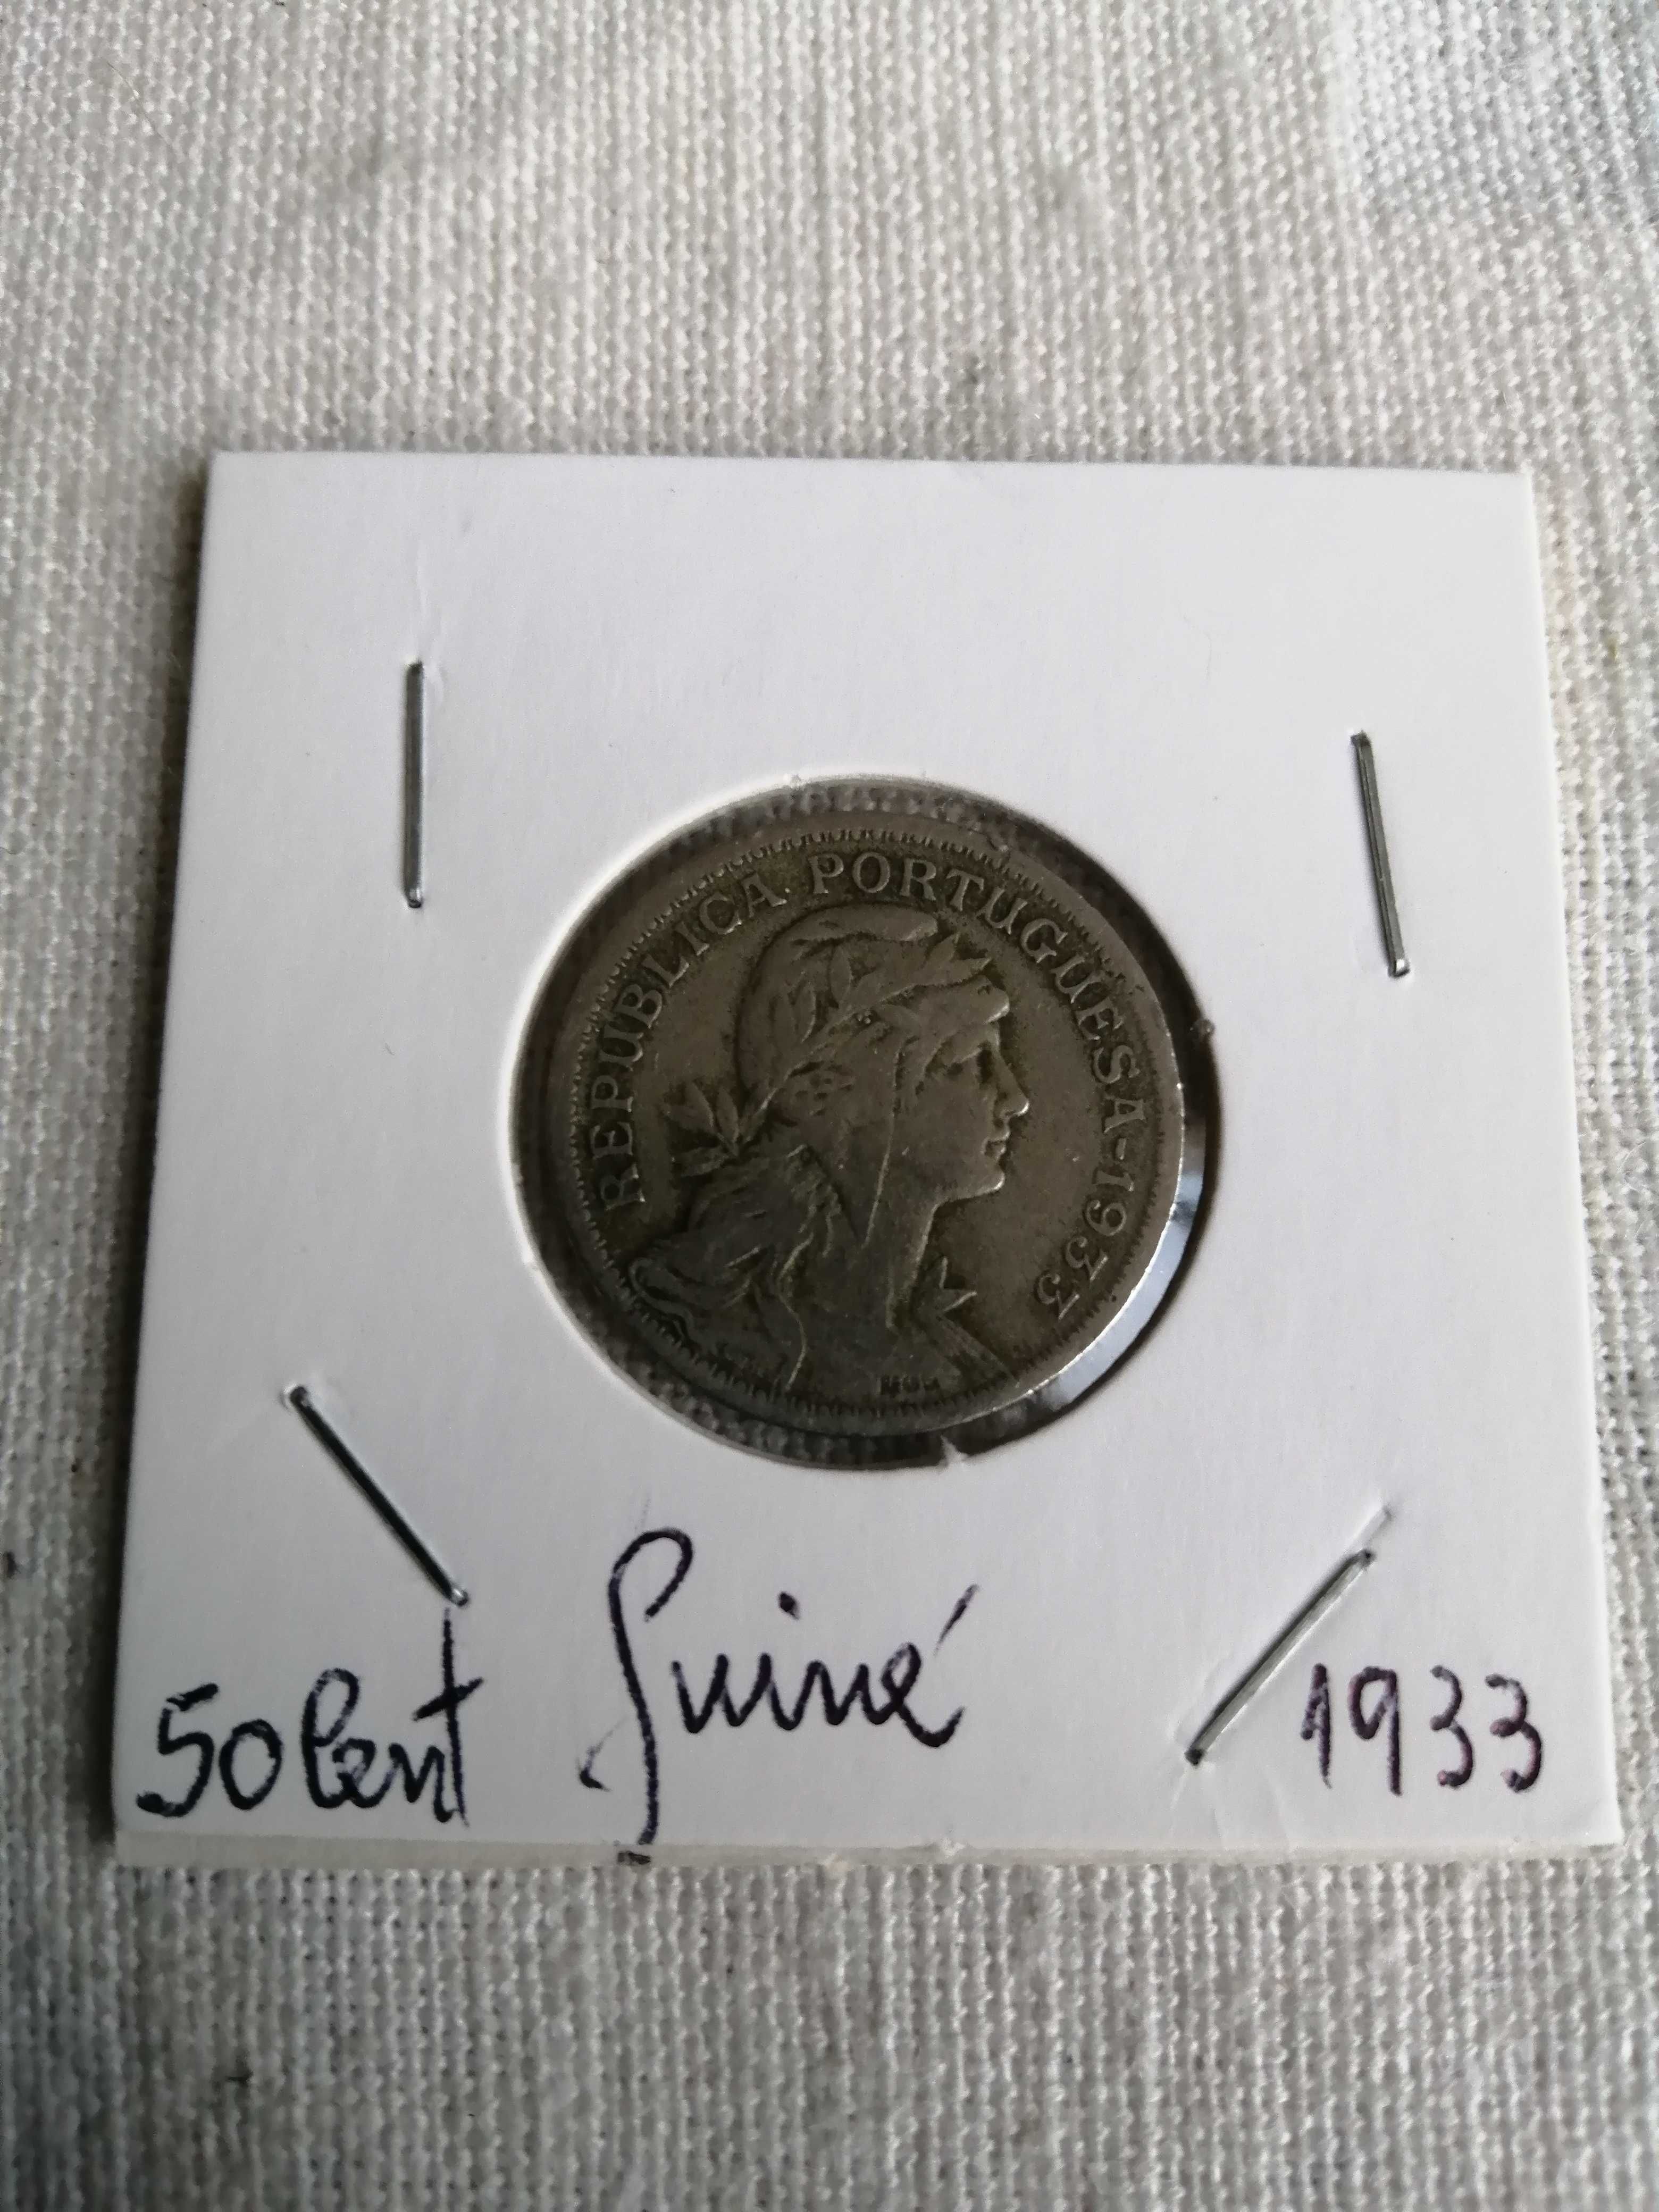 REPUBLICA PORTUGUESA-1933
50 Cent Guiné 1933